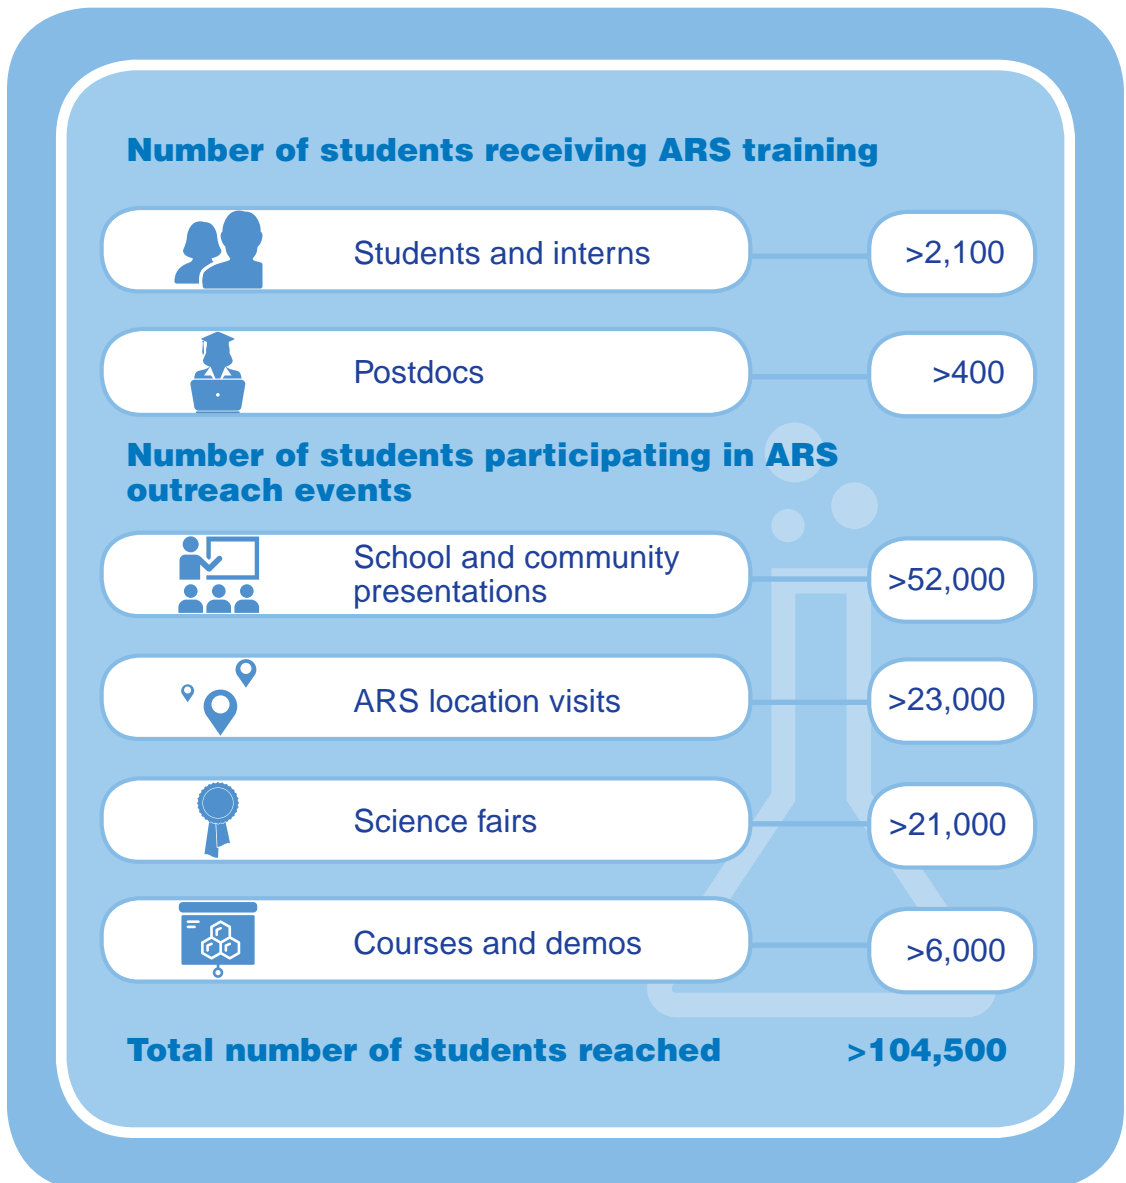 Number of students receiving ARS training
Students and interns
>2,100
Postdocs
>400
Number of students participating in ARS
outreach events
School and community
presentations
>52,000
ARS location visits
>23,000
Science fairs
>21,000
Courses and demos
>6,000
Total number of students reached
>104,500